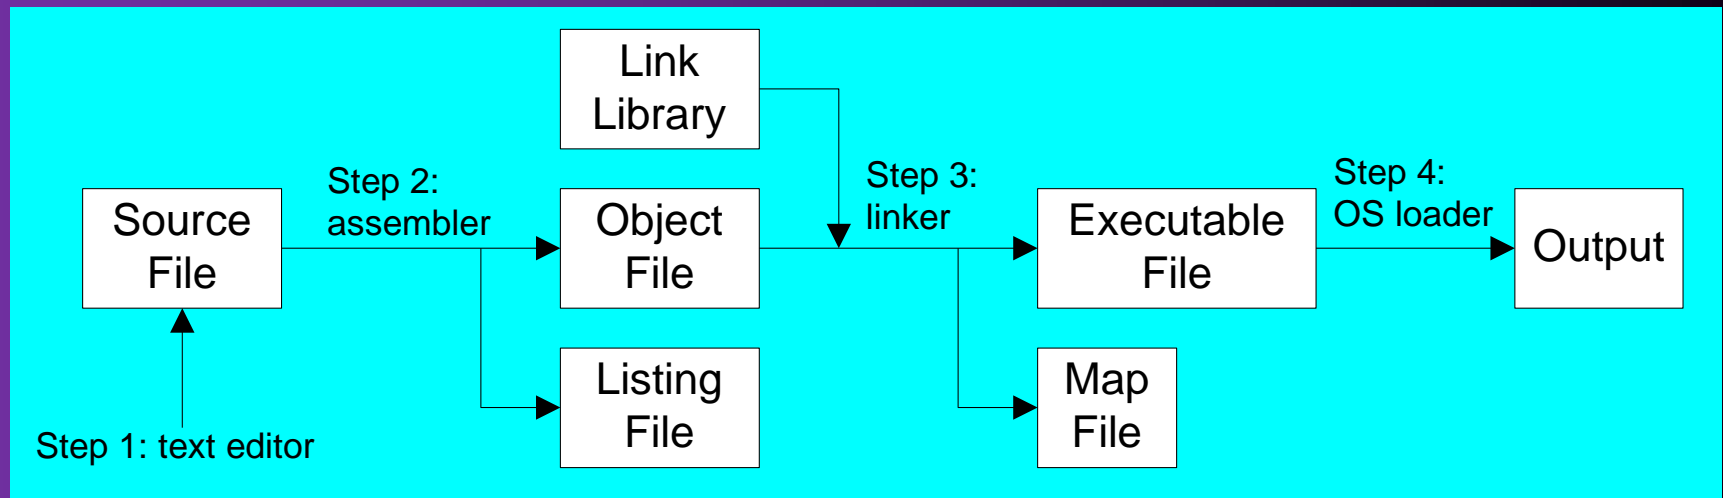 Link
Library
Step 2:
assembler
Step 3:
linker
Step 4:
OS loader
Source
File
Object
File
Executable
File
Output
Listing
File
Map
File
Step 1: text editor